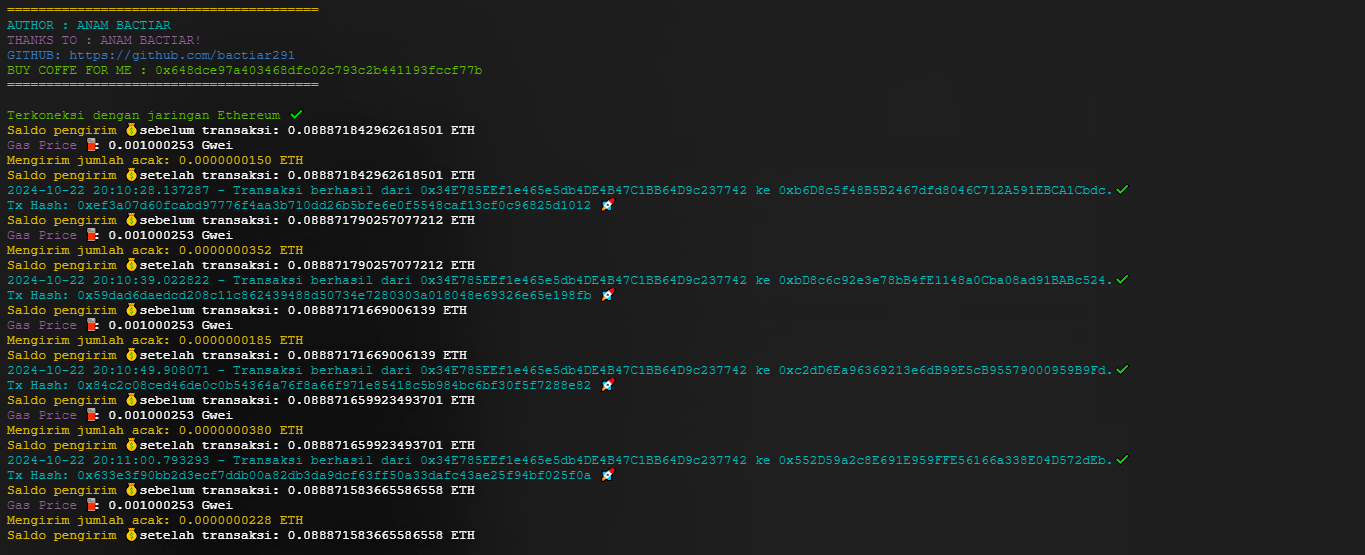 ========================================
AUTHOR : ANAM BACTIAR
THANKS TO : ANAM BACTIAR!
GITHUB: https://github.com/bactiar291
BUY COFFE FOR ME : 0x648dce97a403468dfc02c793c2b441193fccf77b
========================================
Terkoneksi dengan jaringan Ethereum ✅
Saldo pengirim 💰sebelum transaksi: 0.088871842962618501 ETH
Gas Price ⛽: 0.001000253 Gwei
Mengirim jumlah acak: 0.0000000150 ETH
Saldo pengirim 💰setelah transaksi: 0.088871842962618501 ETH
2024-10-22 20:10:28.137287 - Transaksi berhasil dari 0x34E785EEf1e465e5db4DE4B47C1BB64D9c237742 ke 0xb6D8c5f48B5B2467dfd8046C712A591EBCA1Cbdc.✅
Tx Hash: 0xef3a07d60fcabd97776f4aa3b710dd26b5bfe6e0f5548caf13cf0c96825d1012 🚀
Saldo pengirim 💰sebelum transaksi: 0.088871790257077212 ETH
Gas Price ⛽: 0.001000253 Gwei
Mengirim jumlah acak: 0.0000000352 ETH
Saldo pengirim 💰setelah transaksi: 0.088871790257077212 ETH
2024-10-22 20:10:39.022822 - Transaksi berhasil dari 0x34E785EEf1e465e5db4DE4B47C1BB64D9c237742 ke 0xbD8c6c92e3e78bB4fE1148a0Cba08ad91BABc524.✅
Tx Hash: 0x59dad6daedcd208c11c862439488d50734e7280303a018048e69326e65e198fb 🚀
Saldo pengirim 💰sebelum transaksi: 0.08887171669006139 ETH
Gas Price ⛽: 0.001000253 Gwei
Mengirim jumlah acak: 0.0000000185 ETH
Saldo pengirim 💰setelah transaksi: 0.08887171669006139 ETH
2024-10-22 20:10:49.908071 - Transaksi berhasil dari 0x34E785EEf1e465e5db4DE4B47C1BB64D9c237742 ke 0xc2dD6Ea96369213e6dB99E5cB95579000959B9Fd.✅
Tx Hash: 0x84c2c08ced46de0c0b54364a76f8a66f971e85418c5b984bc6bf30f5f7288e82 🚀
Saldo pengirim 💰sebelum transaksi: 0.088871659923493701 ETH
Gas Price ⛽: 0.001000253 Gwei
Mengirim jumlah acak: 0.0000000380 ETH
Saldo pengirim 💰setelah transaksi: 0.088871659923493701 ETH
2024-10-22 20:11:00.793293 - Transaksi berhasil dari 0x34E785EEf1e465e5db4DE4B47C1BB64D9c237742 ke 0x552D59a2c8E691E959FFE56166a338E04D572dEb.✅
Tx Hash: 0x633e3f90bb2d3ecf7ddb00a82db3da9dcf63ff50a33dafc43ae25f94bf025f0a 🚀
Saldo pengirim 💰sebelum transaksi: 0.088871583665586558 ETH
Gas Price ⛽: 0.001000253 Gwei
Mengirim jumlah acak: 0.0000000228 ETH
Saldo pengirim 💰setelah transaksi: 0.088871583665586558 ETH